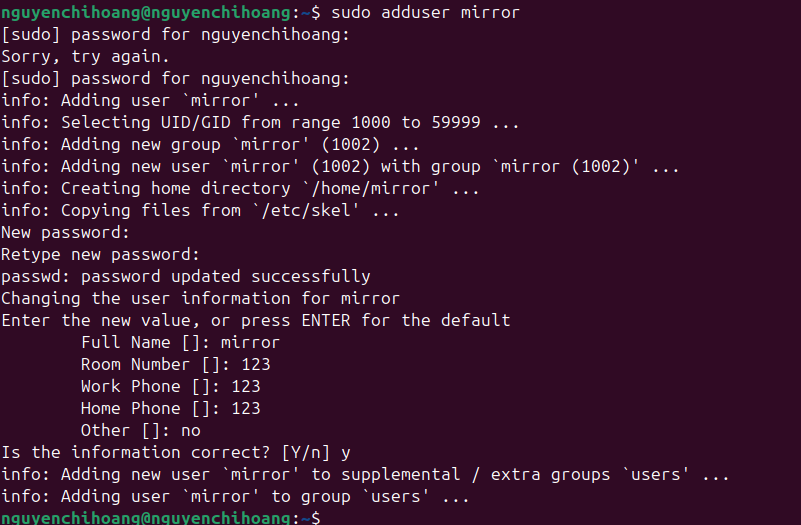 nguyenchihoang@nguyenchihoang:~$ sudo adduser mirror
[sudo] password for nguyenchihoang:
Sorry, try again.
[sudo] password for nguyenchihoang:
info: Adding user `mirror' ...
info: Selecting UID/GID from range 1000 to 59999 ...
info: Adding new group `mirror' (1002) ...
info: Adding new user `mirror' (1002) with group `mirror (1002)' ...
info: Creating home directory `/home/mirror' ...
info: Copying files from `/etc/skel' ...
New password:
Retype new password:
passwd: password updated successfully
Changing the user information for mirror
Enter the new value, or press ENTER for the default
        Full Name []: mirror
        Room Number []: 123
        Work Phone []: 123
        Home Phone []: 123
        Other []: no
Is the information correct? [Y/n] y
info: Adding new user `mirror' to supplemental / extra groups `users' ...
info: Adding user `mirror' to group `users' ...
nguyenchihoang@nguyenchihoang:~$